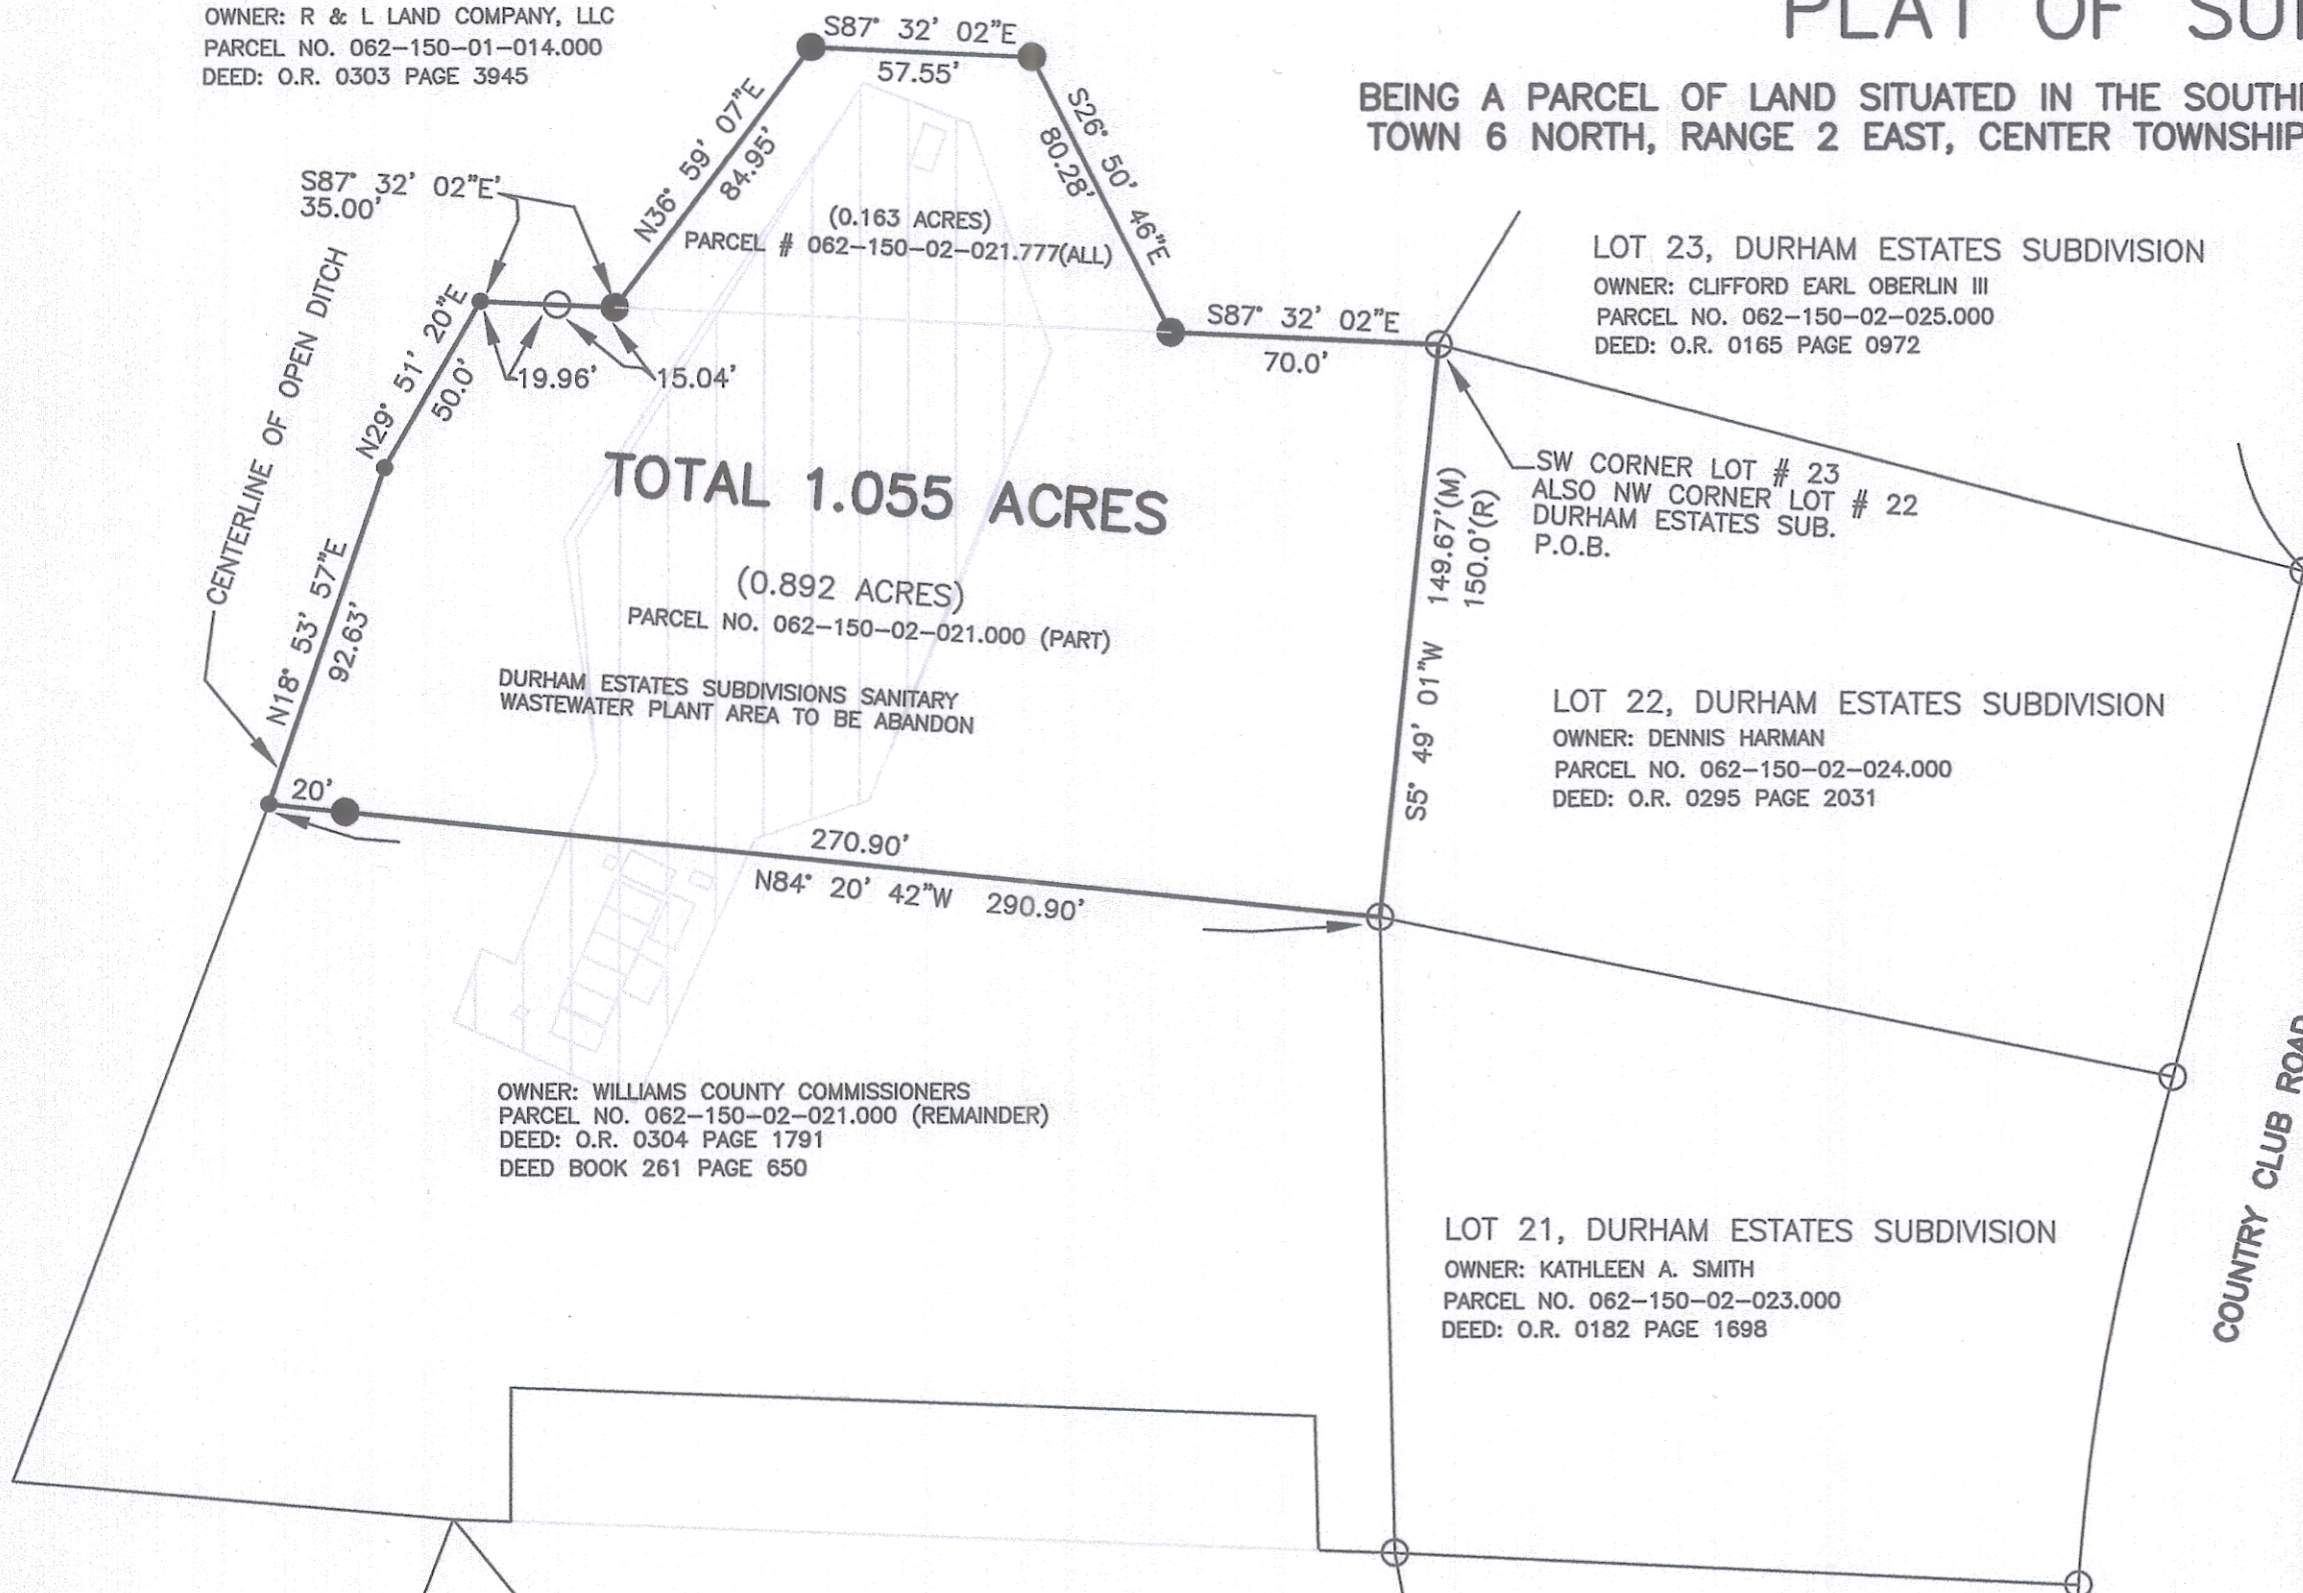 OWNER: R & L LAND COMPANY, LLC
PARCEL NO. 062-150-01-014.000
DEED: O.R. 0303 PAGE 3945
S87° 32' 02"E
57.55'
PLAT OF
BEING A PARCEL OF LAND SITUATED IN THE
TOWN 6 NORTH, RANGE 2 EAST, CENTER TOWNSHIP
N36° 59' 07"E
84.95'
S26° 50' 46"E
80.28'
S87° 32' 02"E'
35.00'
(0.163 ACRES)
PARCEL # 062-150-02-021.777(ALL)
LOT 23, DURHAM ESTATES SUBDIVISION
OWNER: CLIFFORD EARL OBERLIN III
PARCEL NO. 062-150-02-025.000
DEED: O.R. 0165 PAGE 0972
CENTERLINE OF OPEN DITCH
N29° 51' 20"E
50.0'
19.96'
15.04'
S87° 32' 02"E
70.0'
TOTAL 1.055 ACRES
SW CORNER LOT # 23
ALSO NW CORNER LOT # 22
DURHAM ESTATES SUB.
P.O.B.
(0.892 ACRES)
PARCEL NO. 062-150-02-021.000 (PART)
S5° 49' 01"W 149.67'(M)
150.0'(R)
N18° 53' 57"E
92.63'
DURHAM ESTATES SUBDIVISIONS SANITARY
WASTEWATER PLANT AREA TO BE ABANDON
LOT 22, DURHAM ESTATES SUBDIVISION
OWNER: DENNIS HARMAN
PARCEL NO. 062-150-02-024.000
DEED: O.R. 0295 PAGE 2031
20'
270.90'
N84° 20' 42"W 290.90'
OWNER: WILLIAMS COUNTY COMMISSIONERS
PARCEL NO. 062-150-02-021.000 (REMAINDER)
DEED: O.R. 0304 PAGE 1791
DEED BOOK 261 PAGE 650
LOT 21, DURHAM ESTATES SUBDIVISION
OWNER: KATHLEEN A. SMITH
PARCEL NO. 062-150-02-023.000
DEED: O.R. 0182 PAGE 1698
COUNTRY CLUB ROAD